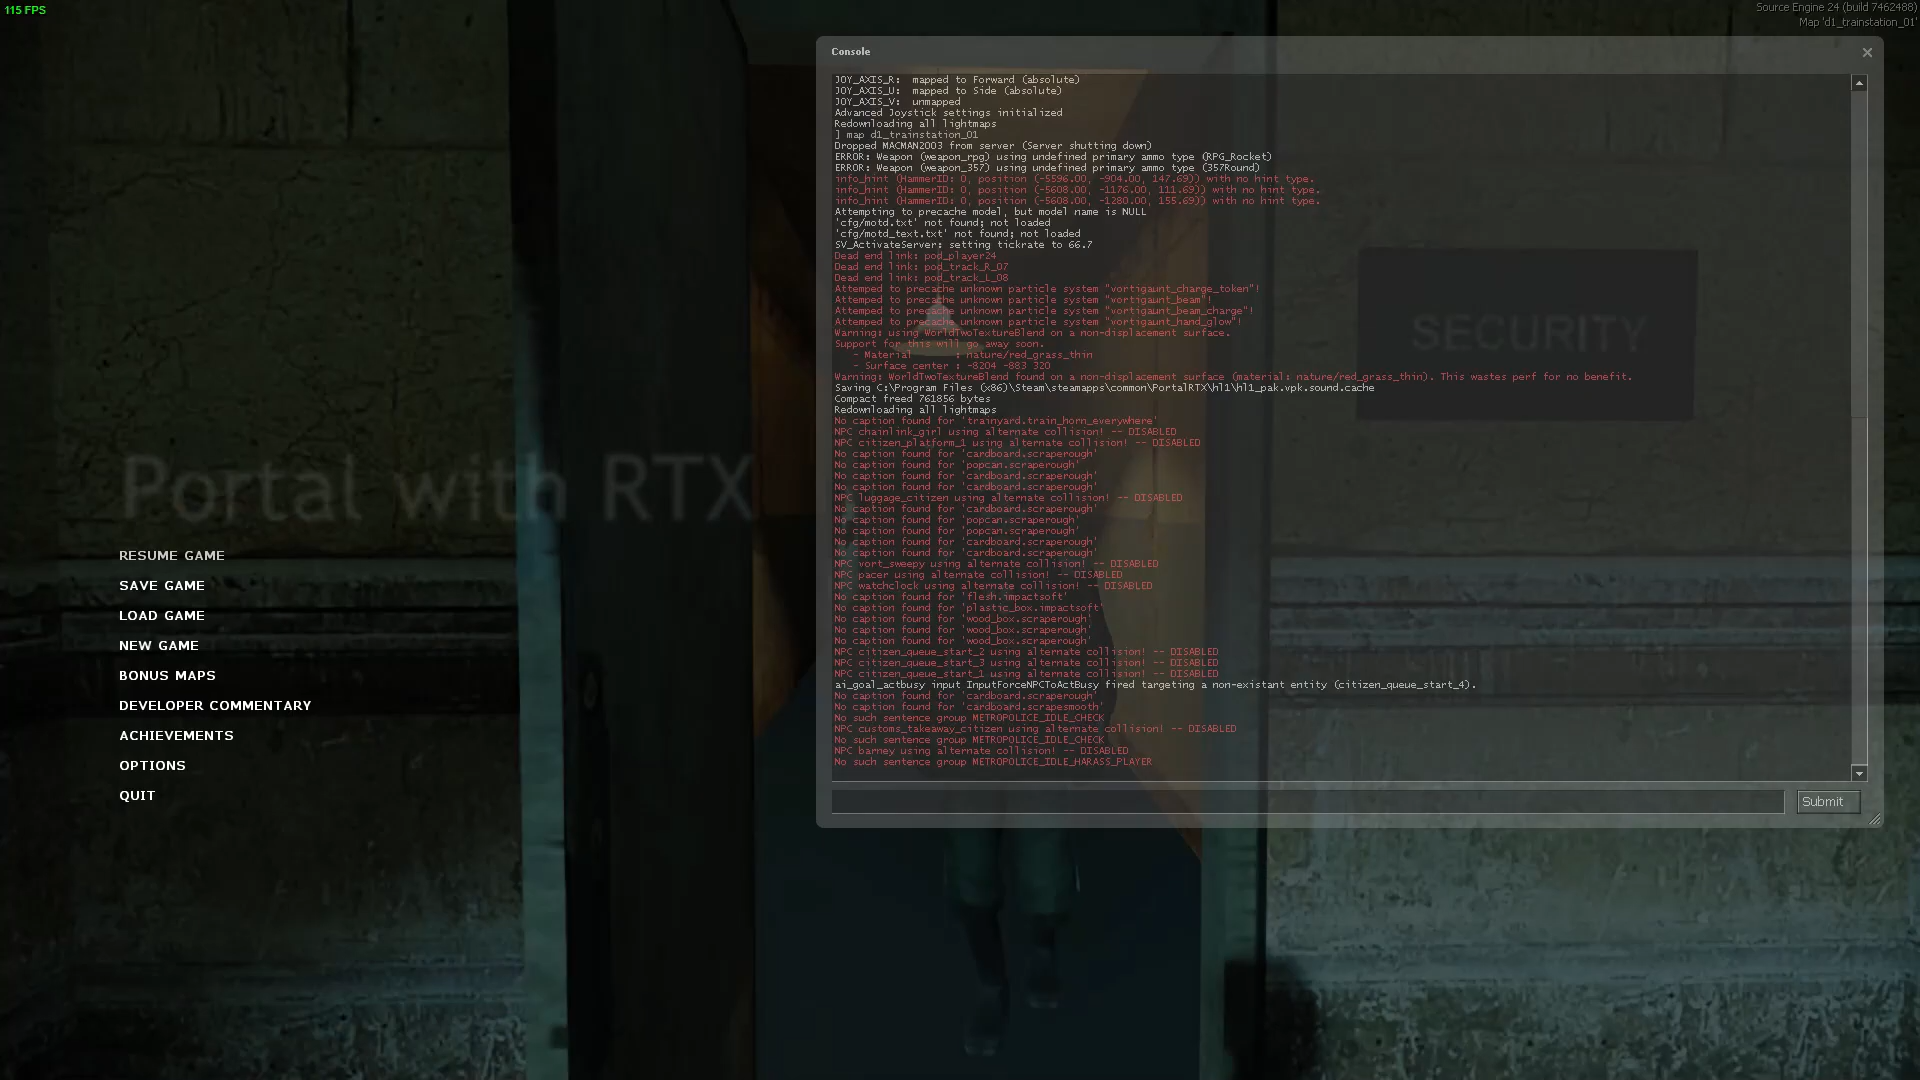 115 FPS
Source Engine 24 (build 7462488)
Map 'd1_trainstation_01'
Console
JOY_AXIS_R:  mapped to Forward (absolute)
JOY_AXIS_U:  mapped to Side (absolute)
JOY_AXIS_V:  unmapped
Advanced Joystick settings initialized
Redownloading all lightmaps
] map d1_trainstation_01
Dropped MACMAN2003 from server (Server shutting down)
ERROR: Weapon (weapon_rpg) using undefined primary ammo type (RPG_Rocket)
ERROR: Weapon (weapon_357) using undefined primary ammo type (357Round)
info_hint (HammerID: 0, position (-5596.00, -904.00, 147.69)) with no hint type.
info_hint (HammerID: 0, position (-5608.00, -1176.00, 111.69)) with no hint type.
info_hint (HammerID: 0, position (-5608.00, -1280.00, 155.69)) with no hint type.
Attempting to precache model, but model name is NULL
'cfg/motd.txt' not found; not loaded
'cfg/motd_text.txt' not found; not loaded
SV_ActivateServer: setting tickrate to 66.7
Dead end link: pod_player24
Dead end link: pod_track_R_07
Dead end link: pod_track_L_08
Attemped to precache unknown particle system "vortigaunt_charge_token"!
Attemped to precache unknown particle system "vortigaunt_beam"!
Attemped to precache unknown particle system "vortigaunt_beam_charge"!
Attemped to precache unknown particle system "vortigaunt_hand_glow"!
Warning: using WorldTwoTextureBlend on a non-displacement surface.
Support for this will go away soon.
- Material       : nature/red_grass_thin
- Surface center : -8204 -883 320
Warning: WorldTwoTextureBlend found on a non-displacement surface (material: nature/red_grass_thin). This wastes perf for no benefit.
Saving C:\Program Files (x86)\Steam\steamapps\common\PortalRTX\hl1\hl1_pak.vpk.sound.cache
Compact freed 761856 bytes
Redownloading all lightmaps
No caption found for 'trainyard.train_horn_everywhere'
NPC chainlink_girl using alternate collision! -- DISABLED
NPC citizen_platform_1 using alternate collision! -- DISABLED
No caption found for 'cardboard.scraperough'
No caption found for 'popcan.scraperough'
No caption found for 'cardboard.scraperough'
No caption found for 'cardboard.scraperough'
NPC luggage_citizen using alternate collision! -- DISABLED
No caption found for 'cardboard.scraperough'
No caption found for 'popcan.scraperough'
No caption found for 'popcan.scraperough'
No caption found for 'cardboard.scraperough'
No caption found for 'cardboard.scraperough'
NPC vort_sweepy using alternate collision! -- DISABLED
NPC pacer using alternate collision! -- DISABLED
NPC watchclock using alternate collision! -- DISABLED
No caption found for 'flesh.impactsoft'
No caption found for 'plastic_box.impactsoft'
No caption found for 'wood_box.scraperough'
No caption found for 'wood_box.scraperough'
No caption found for 'wood_box.scraperough'
NPC citizen_queue_start_2 using alternate collision! -- DISABLED
NPC citizen_queue_start_3 using alternate collision! -- DISABLED
NPC citizen_queue_start_1 using alternate collision! -- DISABLED
ai_goal_actbusy input InputForceNPCToActBusy fired targeting a non-existant entity (citizen_queue_start_4).
No caption found for 'cardboard.scraperough'
No caption found for 'cardboard.scrapesmooth'
No such sentence group METROPOLICE_IDLE_CHECK
NPC customs_takeaway_citizen using alternate collision! -- DISABLED
No such sentence group METROPOLICE_IDLE_CHECK
NPC barney using alternate collision! -- DISABLED
No such sentence group METROPOLICE_IDLE_HARASS_PLAYER
Submit
SECURITY
Portal with RTX
RESUME GAME
SAVE GAME
LOAD GAME
NEW GAME
BONUS MAPS
DEVELOPER COMMENTARY
ACHIEVEMENTS
OPTIONS
QUIT